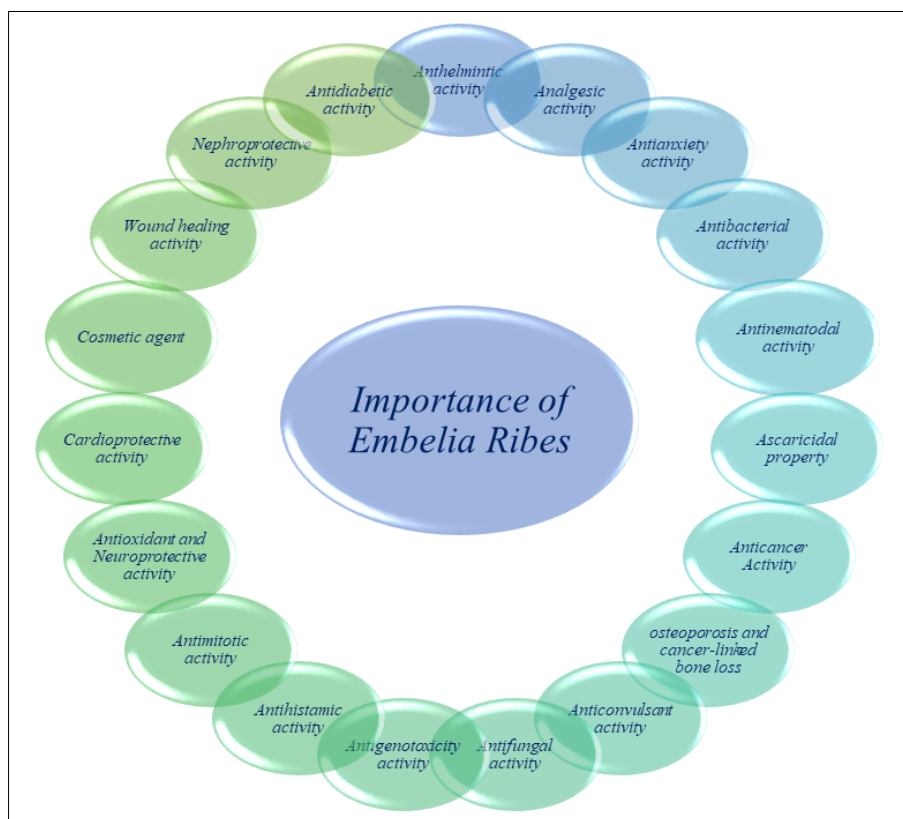 Anthelmintic
activity
Analgesic
activity
Antianxiety
activity
Antibacterial
activity
Antinematodal
activity
Ascaricidal
property
Anticancer
Activity
osteoporosis and
cancer-linked
bone loss
Anticonvulsant
activity
Antifungal
activity
Antigenotoxicity
activity
Antihistamic
activity
Antimitotic
activity
Antioxidant and
Neuroprotective
activity
Cardioprotective
activity
Cosmetic agent
Wound healing
activity
Nephroprotective
activity
Antidiabetic
activity
Importance of
Embelia Ribes